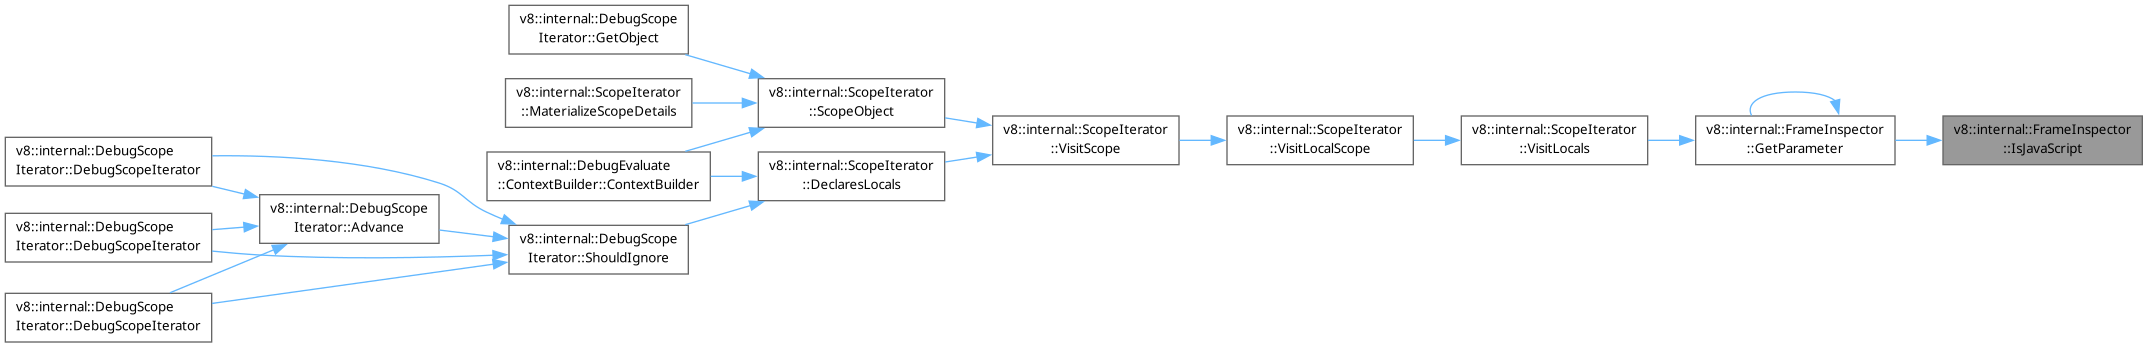 v8::internal::DebugScope
Iterator::GetObject
v8::internal::ScopeIterator
::MaterializeScopeDetails
v8::internal::ScopeIterator
::ScopeObject
v8::internal::ScopeIterator
::VisitScope
v8::internal::ScopeIterator
::VisitLocalScope
v8::internal::ScopeIterator
::VisitLocals
v8::internal::FrameInspector
::GetParameter
v8::internal::FrameInspector
::IsJavaScript
v8::internal::DebugScope
Iterator::DebugScopeIterator
v8::internal::DebugEvaluate
::ContextBuilder::ContextBuilder
v8::internal::ScopeIterator
::DeclaresLocals
v8::internal::DebugScope
Iterator::Advance
v8::internal::DebugScope
Iterator::DebugScopeIterator
v8::internal::DebugScope
Iterator::ShouldIgnore
v8::internal::DebugScope
Iterator::DebugScopeIterator